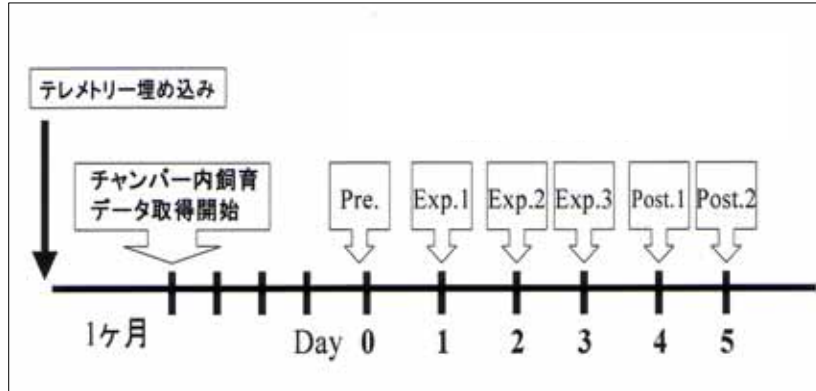 テレメトリー埋め込み
チャンバー内飼育
データ取得開始
Pre.
Exp.1
Exp.2
Exp.3
Post.1
Post.2
1ヶ月
Day 0 1 2 3 4 5